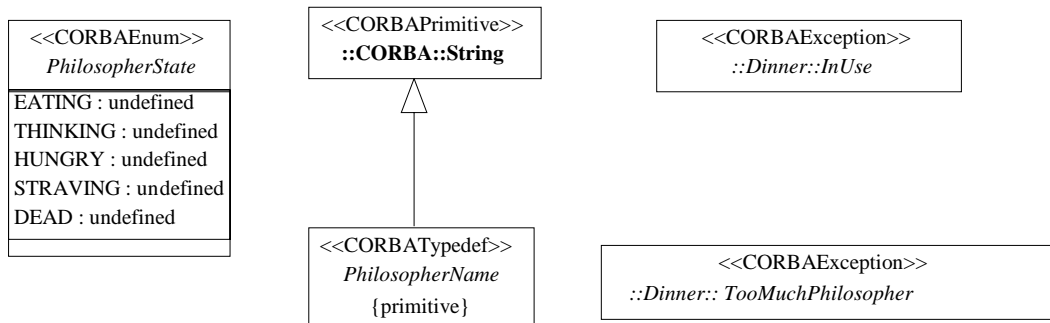 <<CORBAEnum>>
PhilosopherState
EATING : undefined
THINKING : undefined
HUNGRY : undefined
STRAVING : undefined
DEAD : undefined
<<CORBAPrimitive>>
::CORBA::String
<<CORBATypedef>>
PhilosopherName
{primitive}
<<CORBAException>>
::Dinner::InUse
<<CORBAException>>
::Dinner:: TooMuchPhilosopher